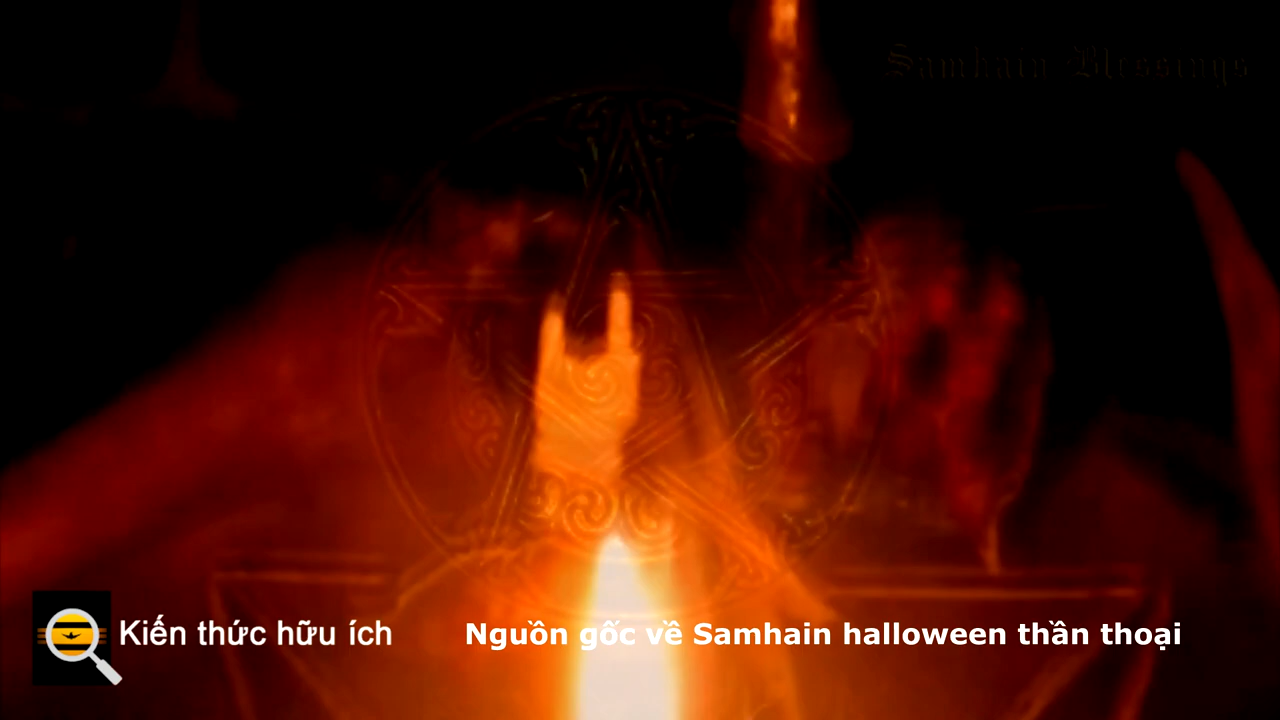 Samhain Blessings
Kiến thức hữu ích
Nguồn gốc về Samhain halloween thần thoại